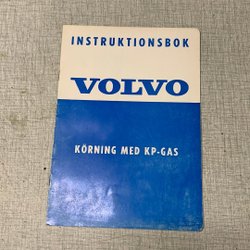 INSTRUKTIONSBOK
VOLVO
KÖRNING MED KP-GAS